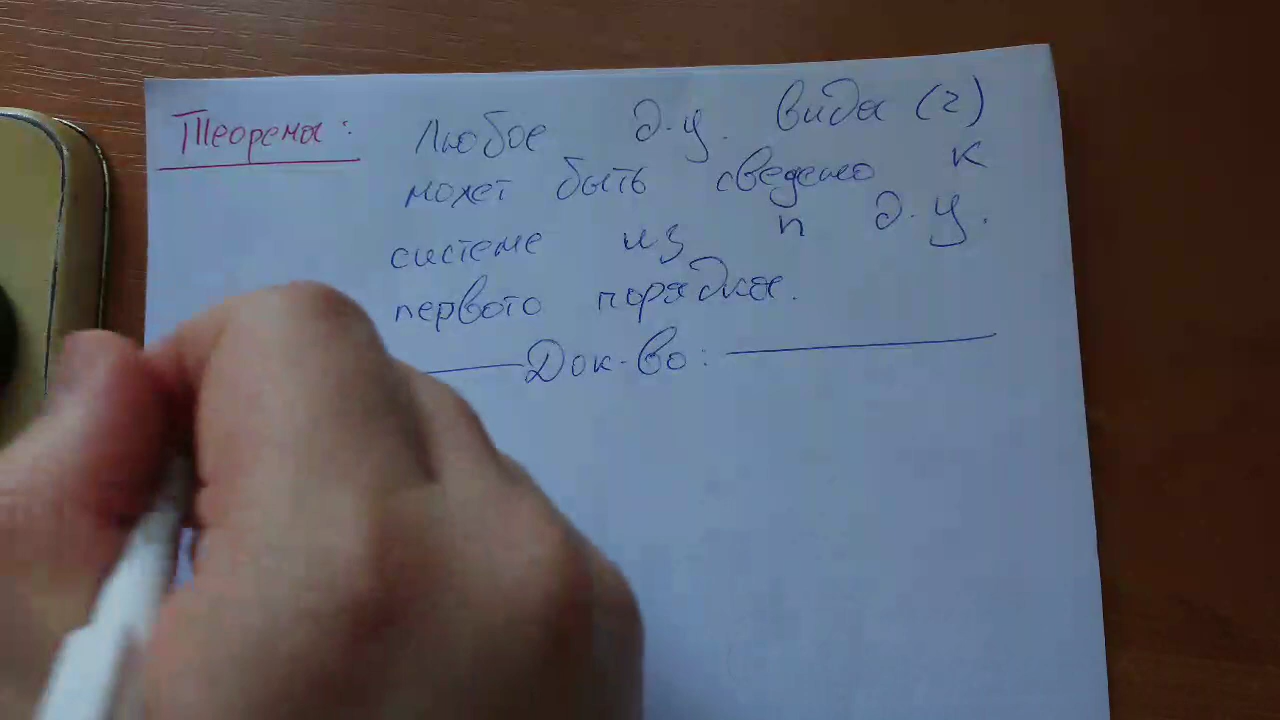 Теорема: Любое д.у. вида (2)
может быть сведено к
системе из n д.у.
первого порядка.
Док-во: